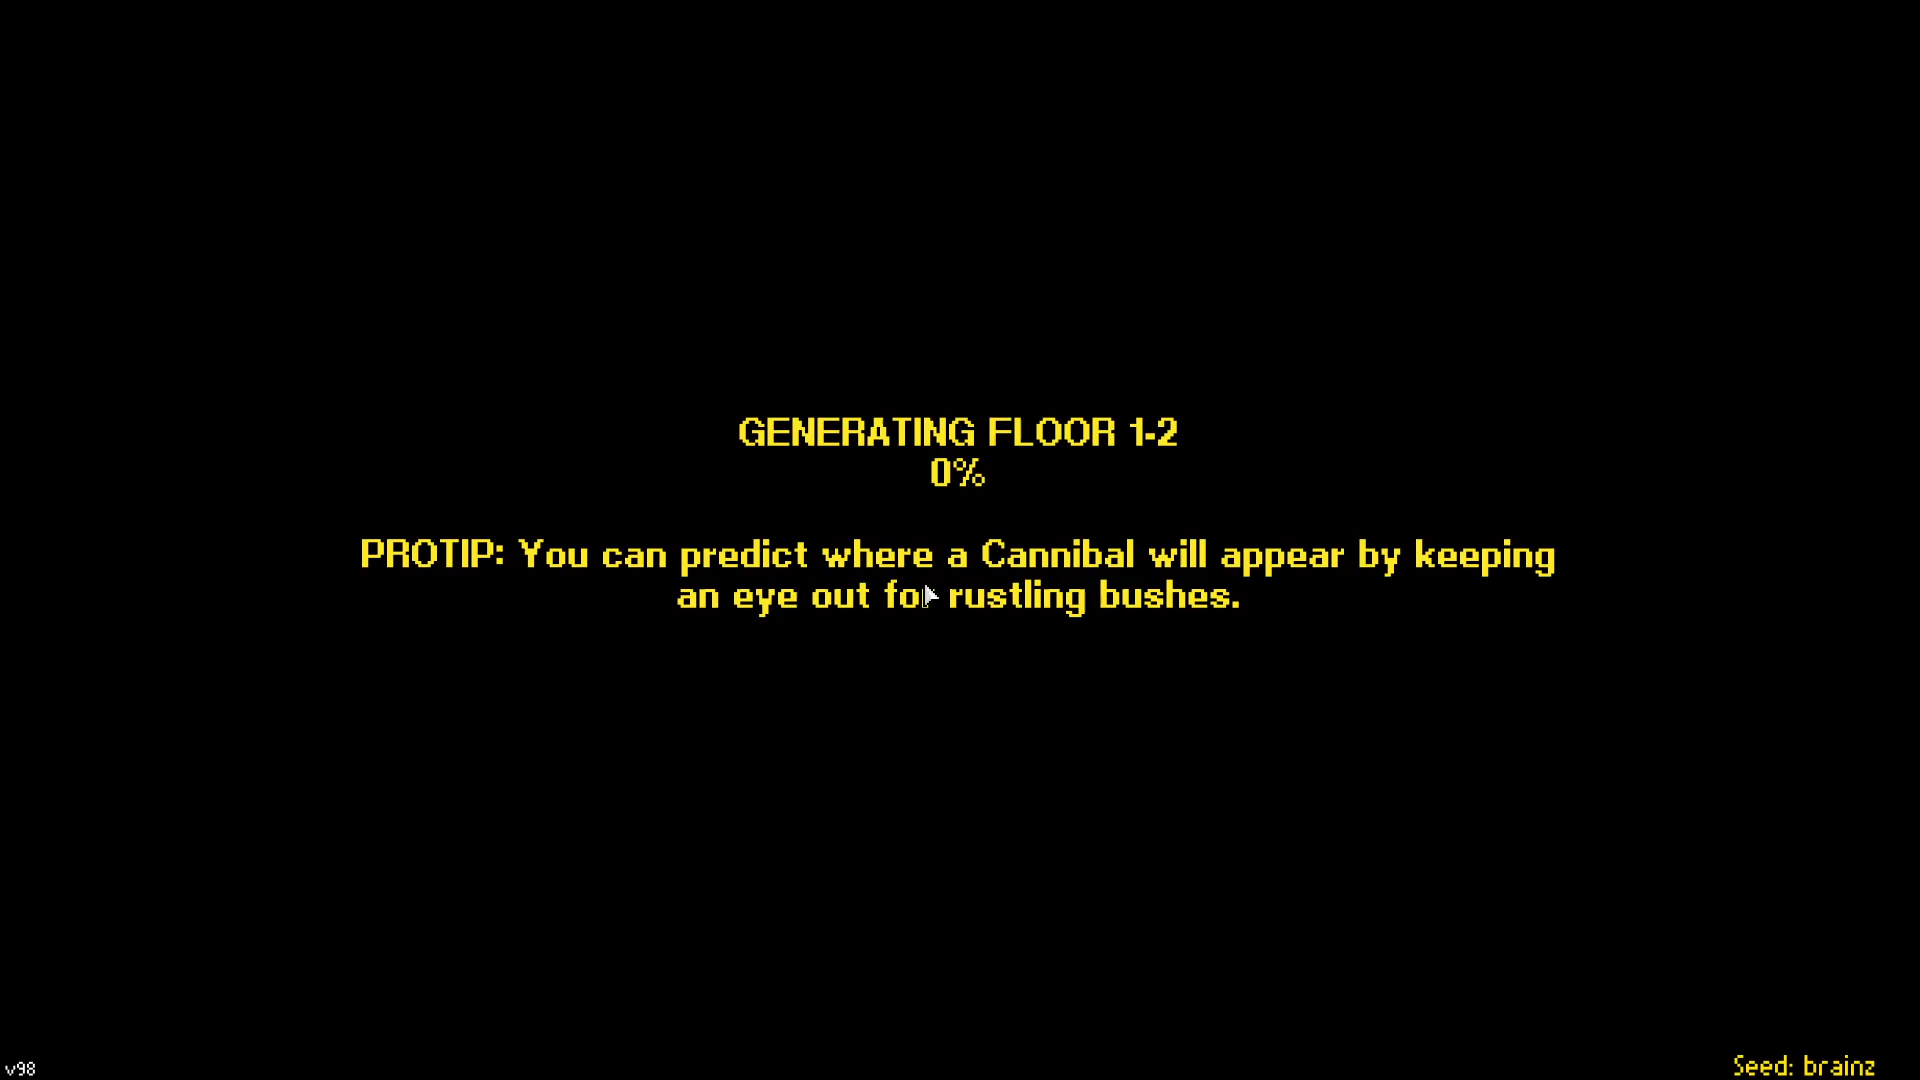 GENERATING FLOOR 1-2
0%
PROTIP: You can predict where a Cannibal will appear by keeping
an eye out for rustling bushes.
v98
Seed: brainz